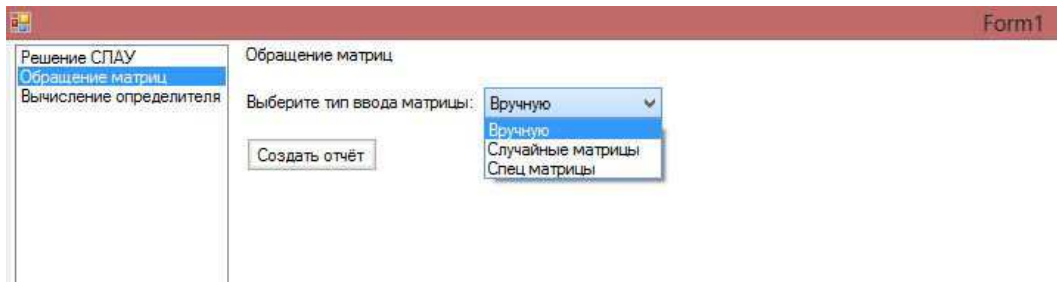 Form1
Решение СЛАУ
Обращение матриц
Вычисление определителя
Обращение матриц
Выберите тип ввода матрицы: Вручную
Вручную
Случайные матрицы
Спец матрицы
Создать отчёт